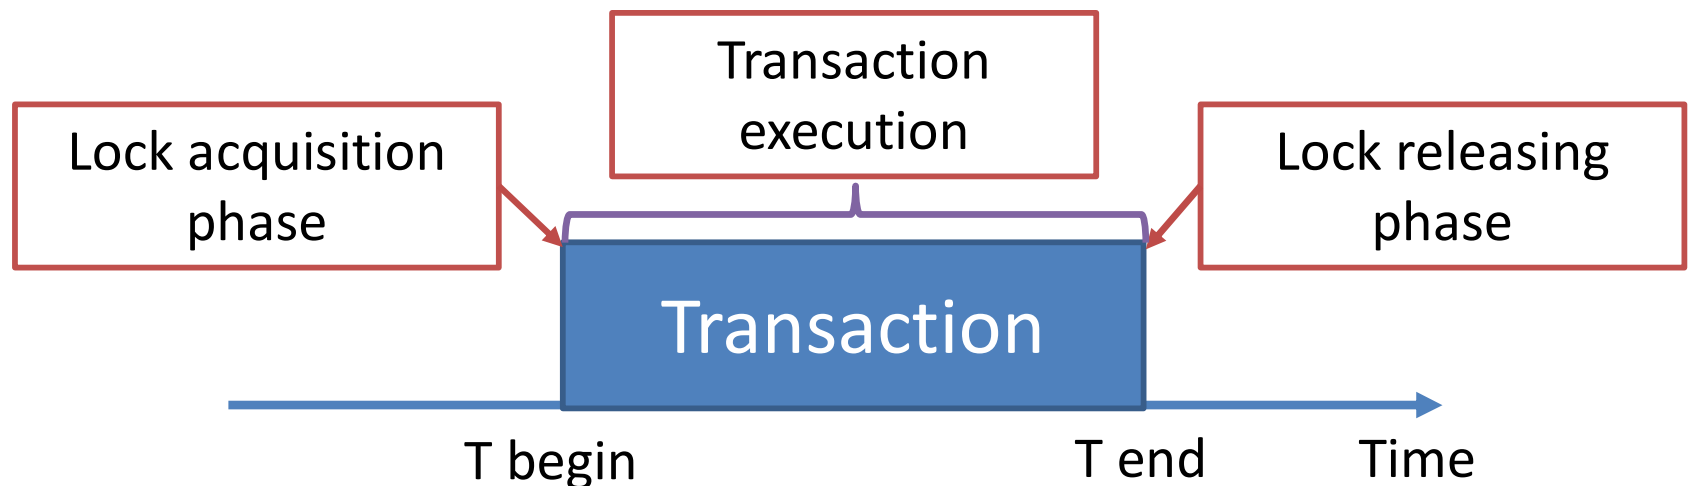 Transaction
execution
Lock acquisition
phase
Lock releasing
phase
Transaction
T begin
T end
Time